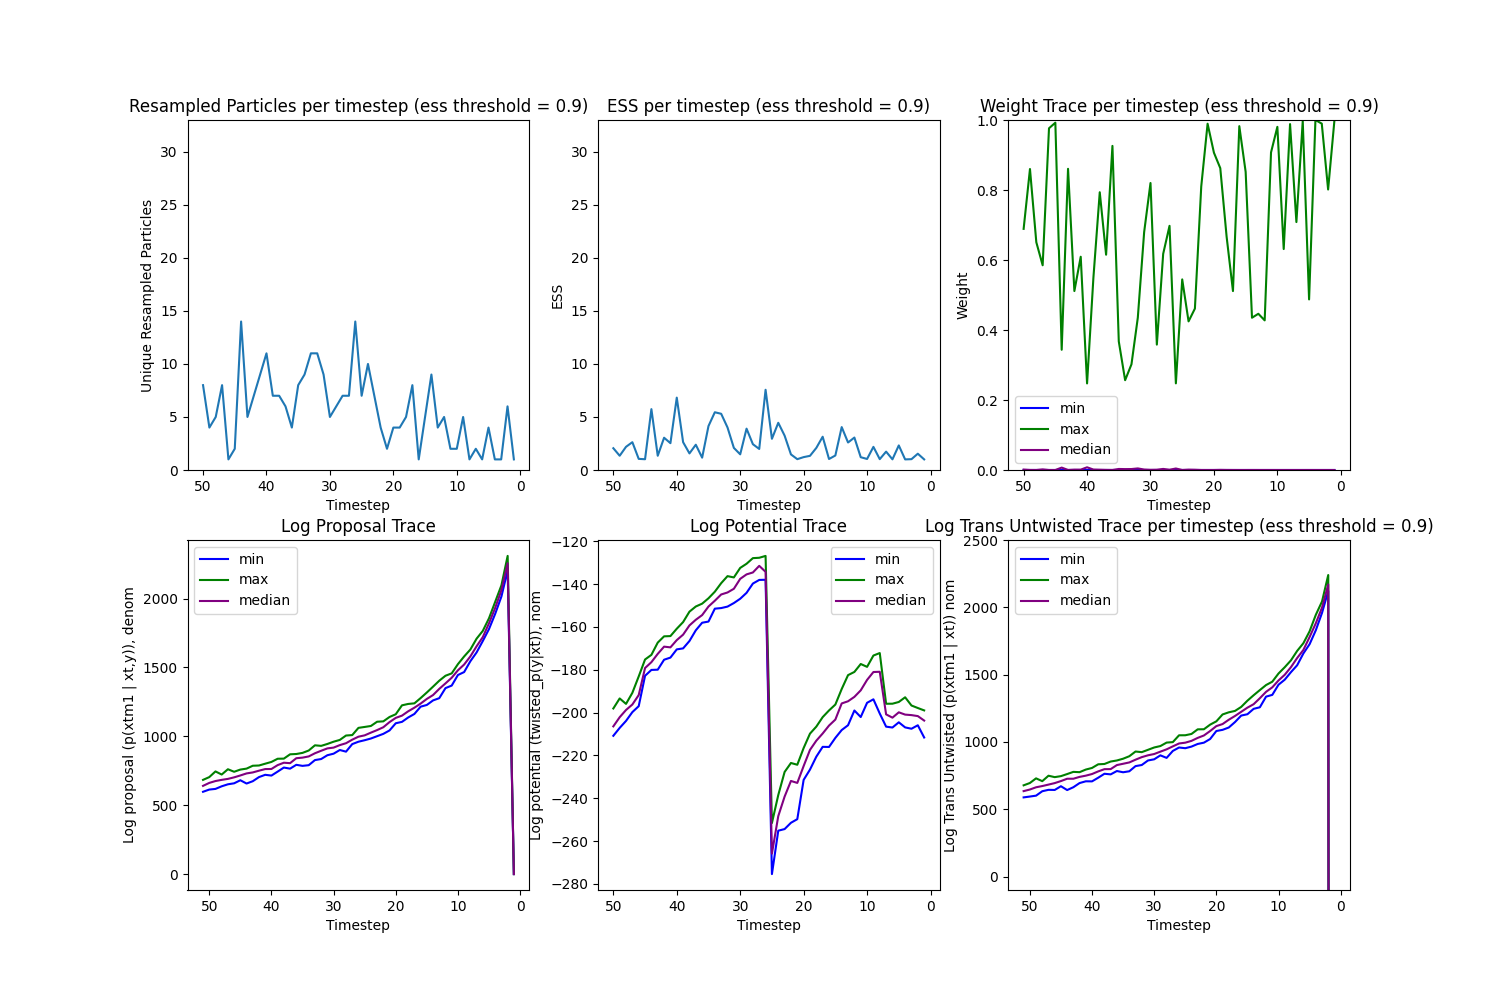 Resampled Particles per timestep (ess threshold = 0.9)
Unique Resampled Particles
30
25
20
15
10
5
0
50 40 30 20 10 0
Timestep
ESS per timestep (ess threshold = 0.9)
ESS
30
25
20
15
10
5
0
50 40 30 20 10 0
Timestep
Weight Trace per timestep (ess threshold = 0.9)
Weight
1.0
0.8
0.6
0.4
0.2
0.0
min
max
median
50 40 30 20 10 0
Timestep
Log Proposal Trace
Log proposal (p(xtm1 | xt,y)), denom
2000
1500
1000
500
0
min
max
median
50 40 30 20 10 0
Timestep
Log Potential Trace
Log potential (twisted_p(y|xt)), nom
−120
−140
−160
−180
−200
−220
−240
−260
−280
min
max
median
50 40 30 20 10 0
Timestep
Log Trans Untwisted Trace per timestep (ess threshold = 0.9)
Log Trans Untwisted (p(xtm1 | xt)) nom
2500
2000
1500
1000
500
0
min
max
median
50 40 30 20 10 0
Timestep